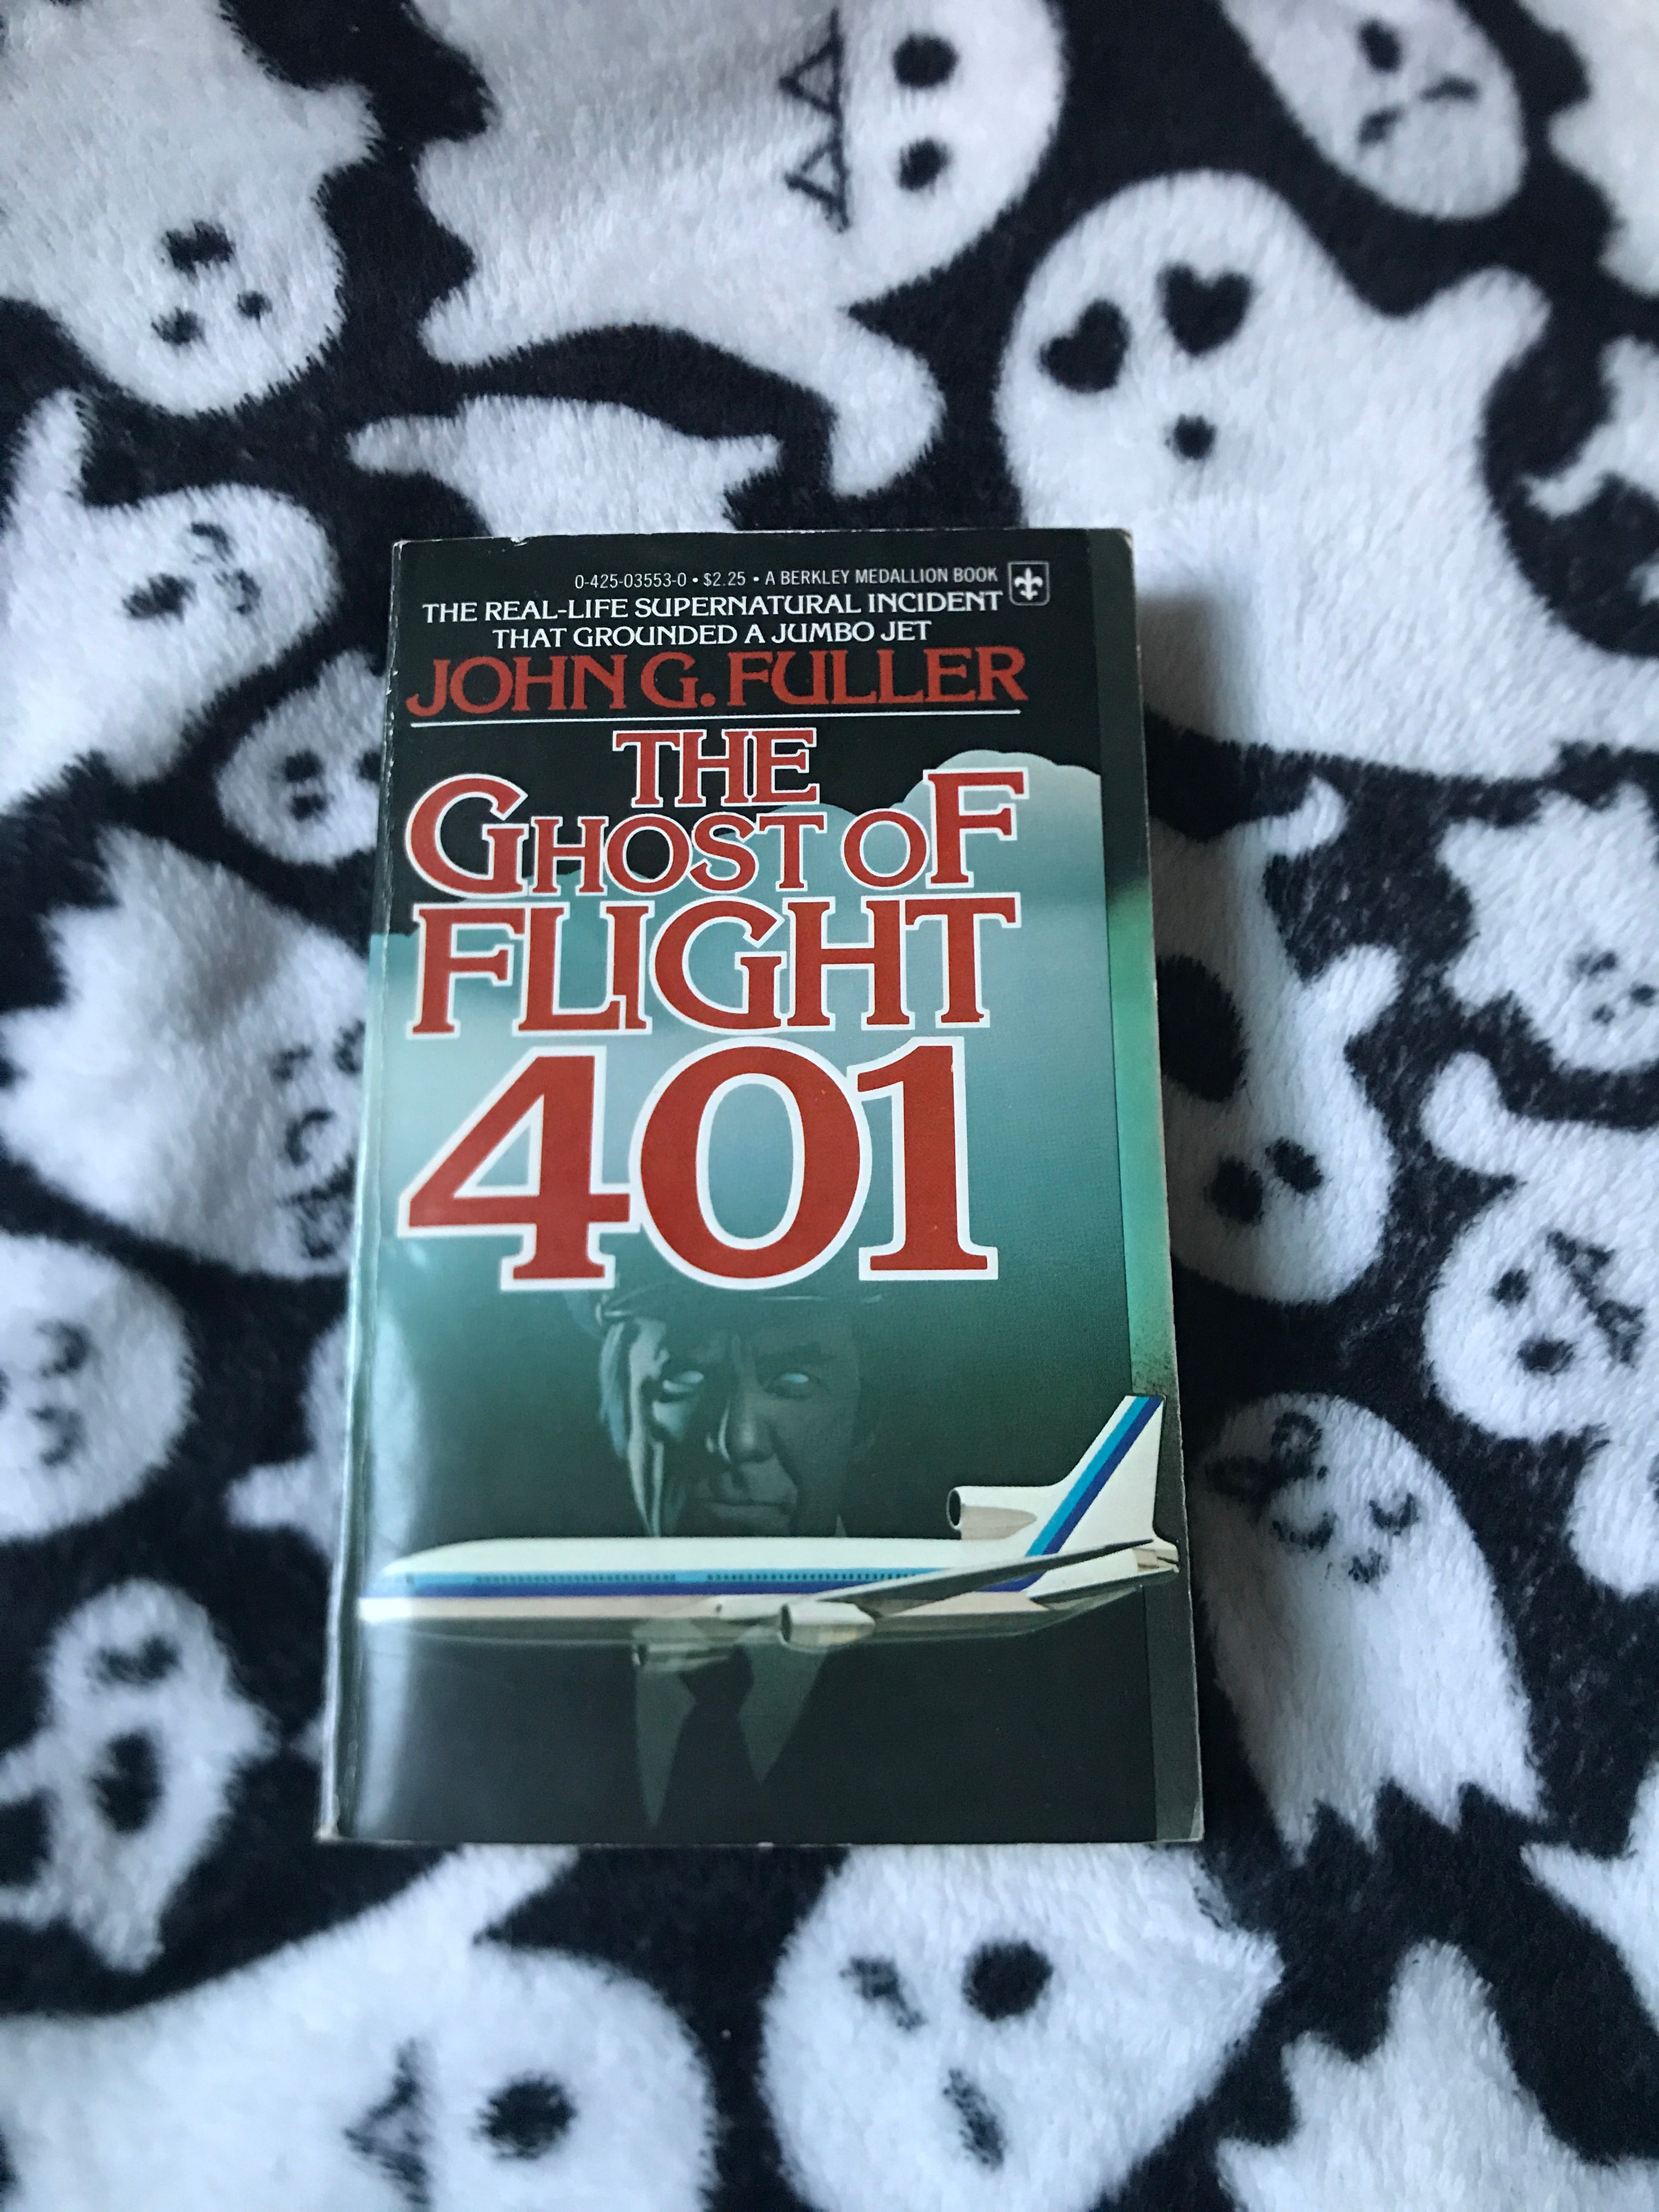 0-425-03553-0 • $2.25 • A BERKLEY MEDALLION BOOK
THE REAL-LIFE SUPERNATURAL INCIDENT
THAT GROUNDED A JUMBO JET
JOHN G. FULLER
THE
GHOST OF
FLIGHT
401